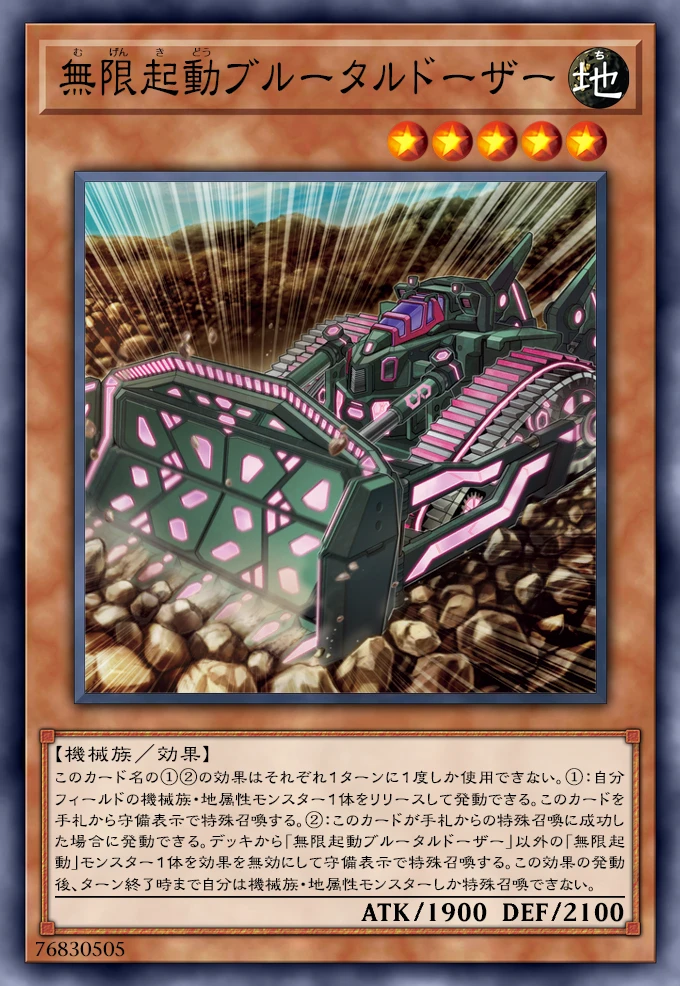 むげんきどう
無限起動ブルータルドーザー
ち
地
【機械族／効果】
このカード名の①②の効果はそれぞれ1ターンに1度しか使用できない。①：自分
フィールドの機械族・地属性モンスター1体をリリースして発動できる。このカードを
手札から守備表示で特殊召喚する。②：このカードが手札からの特殊召喚に成功し
た場合に発動できる。デッキから「無限起動ブルータルドーザー」以外の「無限起
動」モンスター1体を効果を無効にして守備表示で特殊召喚する。この効果の発動
後、ターン終了時まで自分は機械族・地属性モンスターしか特殊召喚できない。
ATK/1900 DEF/2100
76830505